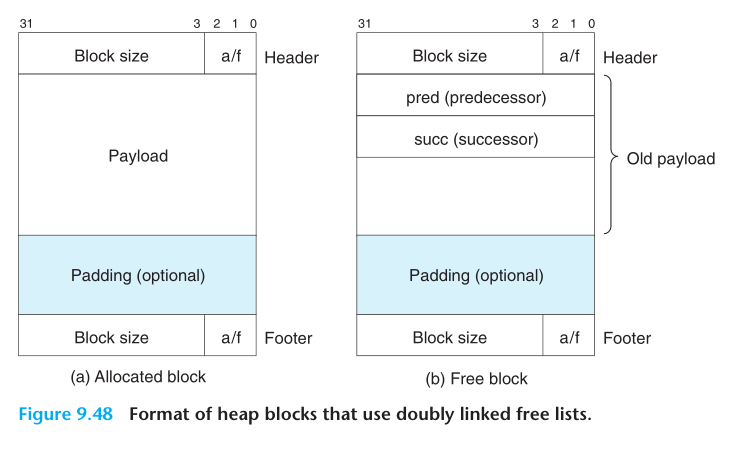 31 3 2 1 0
Block size a/f Header
Payload
Padding (optional)
Block size a/f Footer
(a) Allocated block
31 3 2 1 0
Block size a/f Header
pred (predecessor)
succ (successor)
Old payload
Padding (optional)
Block size a/f Footer
(b) Free block
Figure 9.48 Format of heap blocks that use doubly linked free lists.